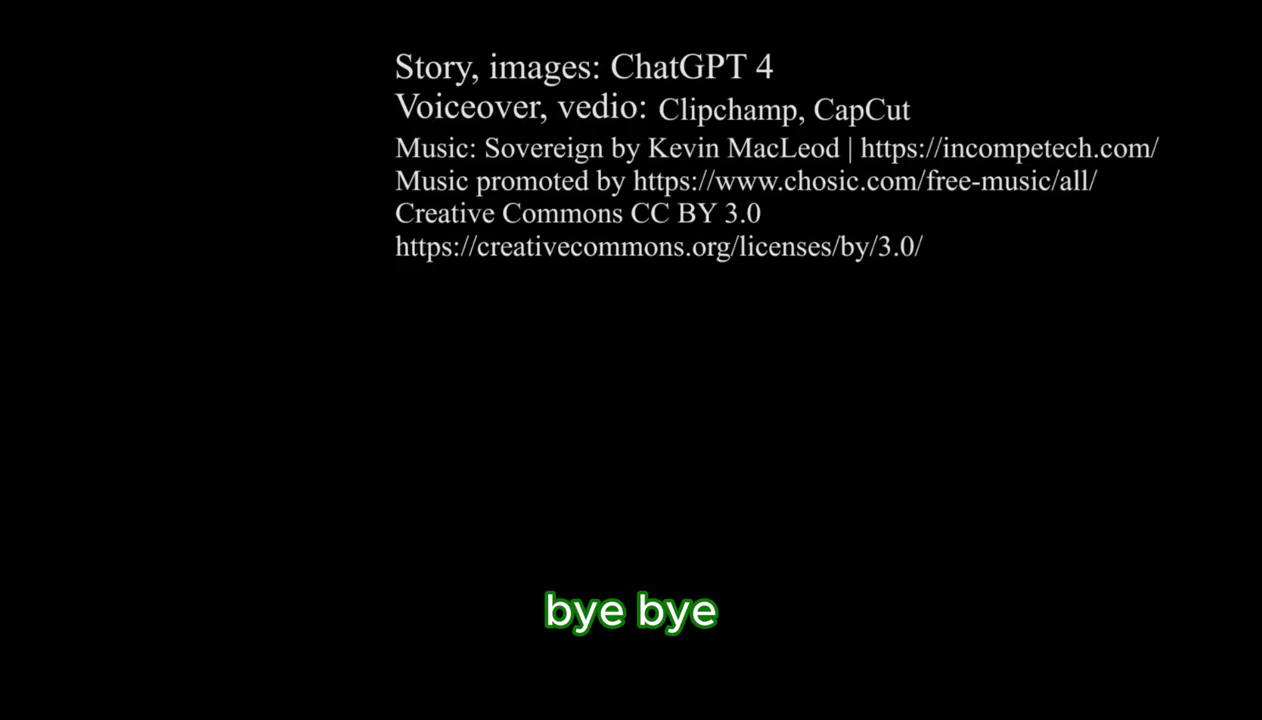 Story, images: ChatGPT 4
Voiceover, vedio: Clipchamp, CapCut
Music: Sovereign by Kevin MacLeod | https://incompetech.com/
Music promoted by https://www.chosic.com/free-music/all/
Creative Commons CC BY 3.0
https://creativecommons.org/licenses/by/3.0/
bye bye